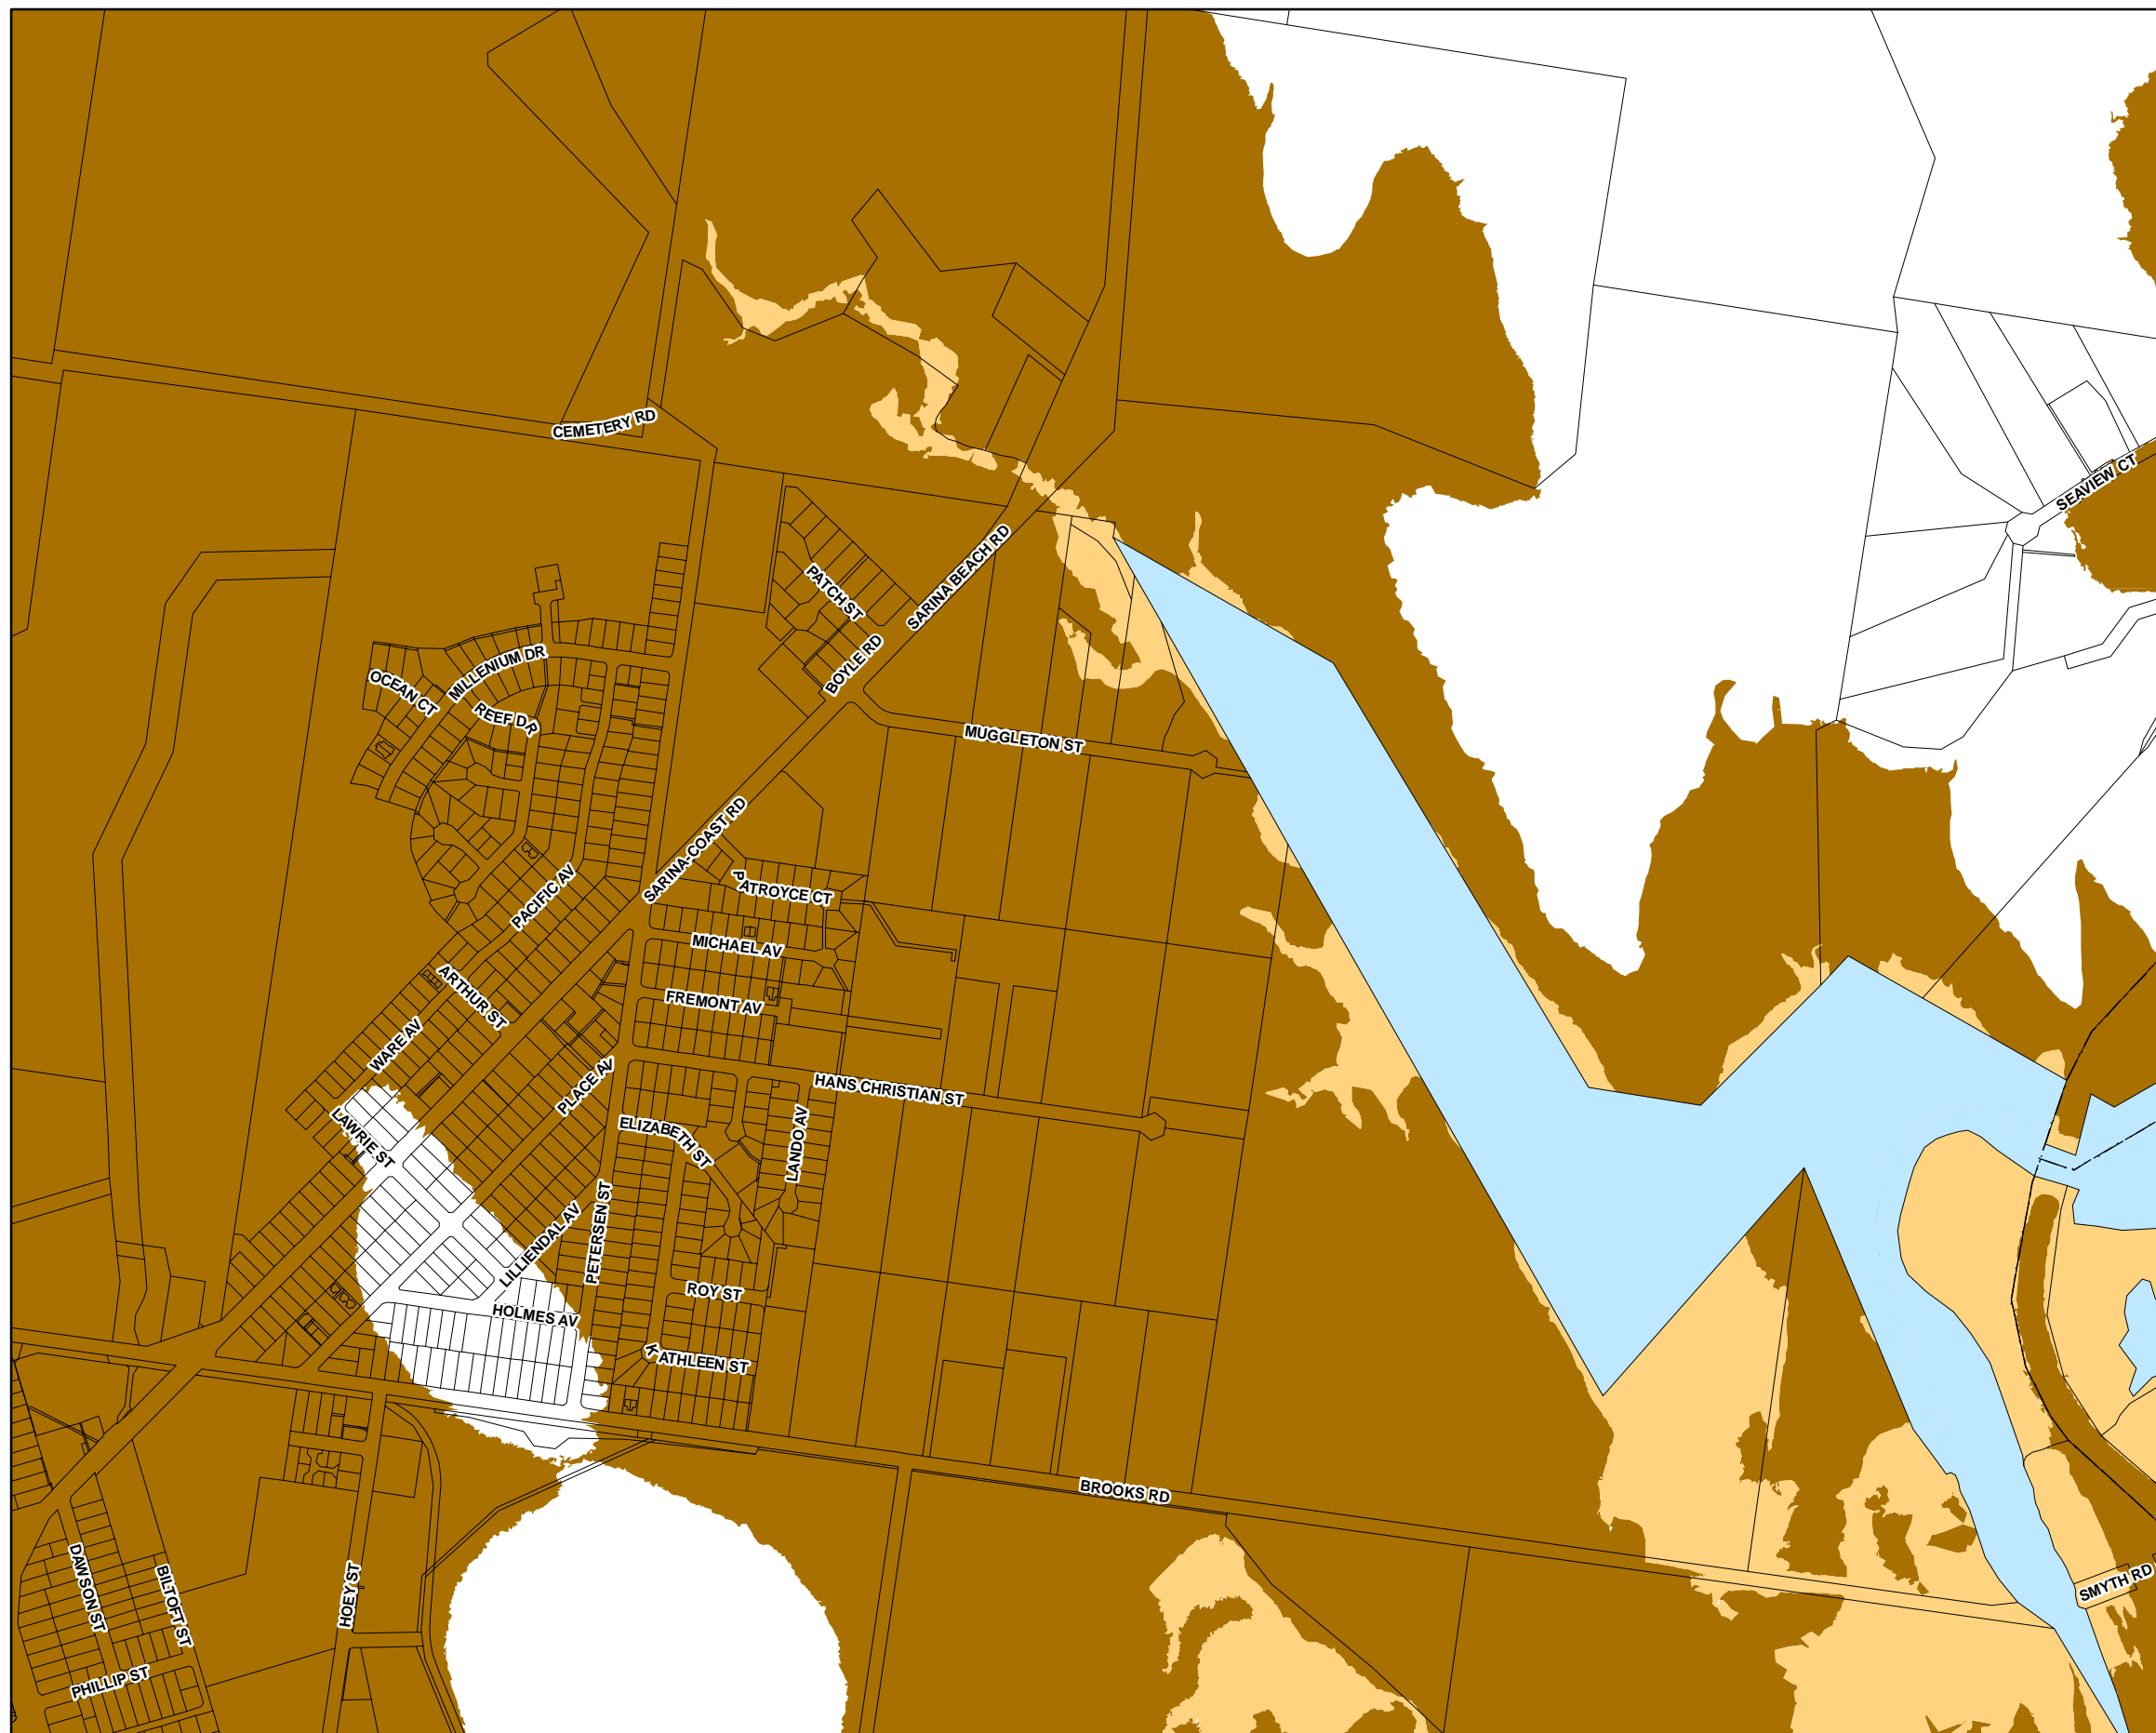 CEMETERY RD
SEAVIEW CT
SARINA BEACH RD
PATCH ST
BOYLE RD
MILLENIUM DR
OCEAN CT
REEF DR
MUGGLETON ST
SARINA-COAST RD
PATROYCE CT
PACIFIC AV
MICHAEL AV
ARTHUR ST
FREMONT AV
WARE AV
PLACE AV
HANS CHRISTIAN ST
LAWRIE ST
ELIZABETH ST
LANDO AV
PETERSEN ST
LILLIENDAL AV
ROY ST
HOLMES AV
KATHLEEN ST
BROOKS RD
DAWSON ST
BILTOFT ST
HOEY ST
SMYTH RD
PHILLIP ST